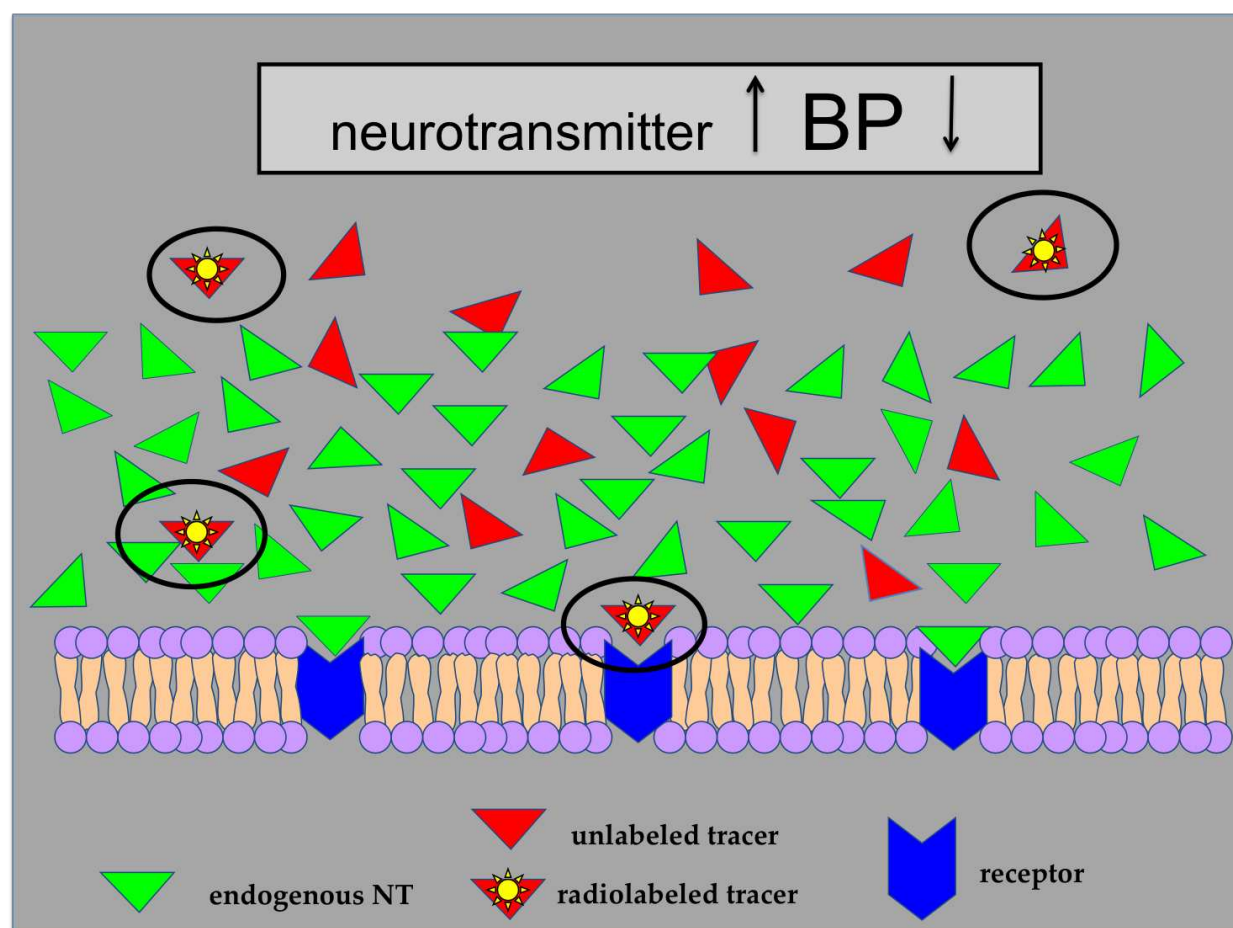 neurotransmitter ↑ BP ↓
unlabeled tracer
endogenous NT
radiolabeled tracer
receptor